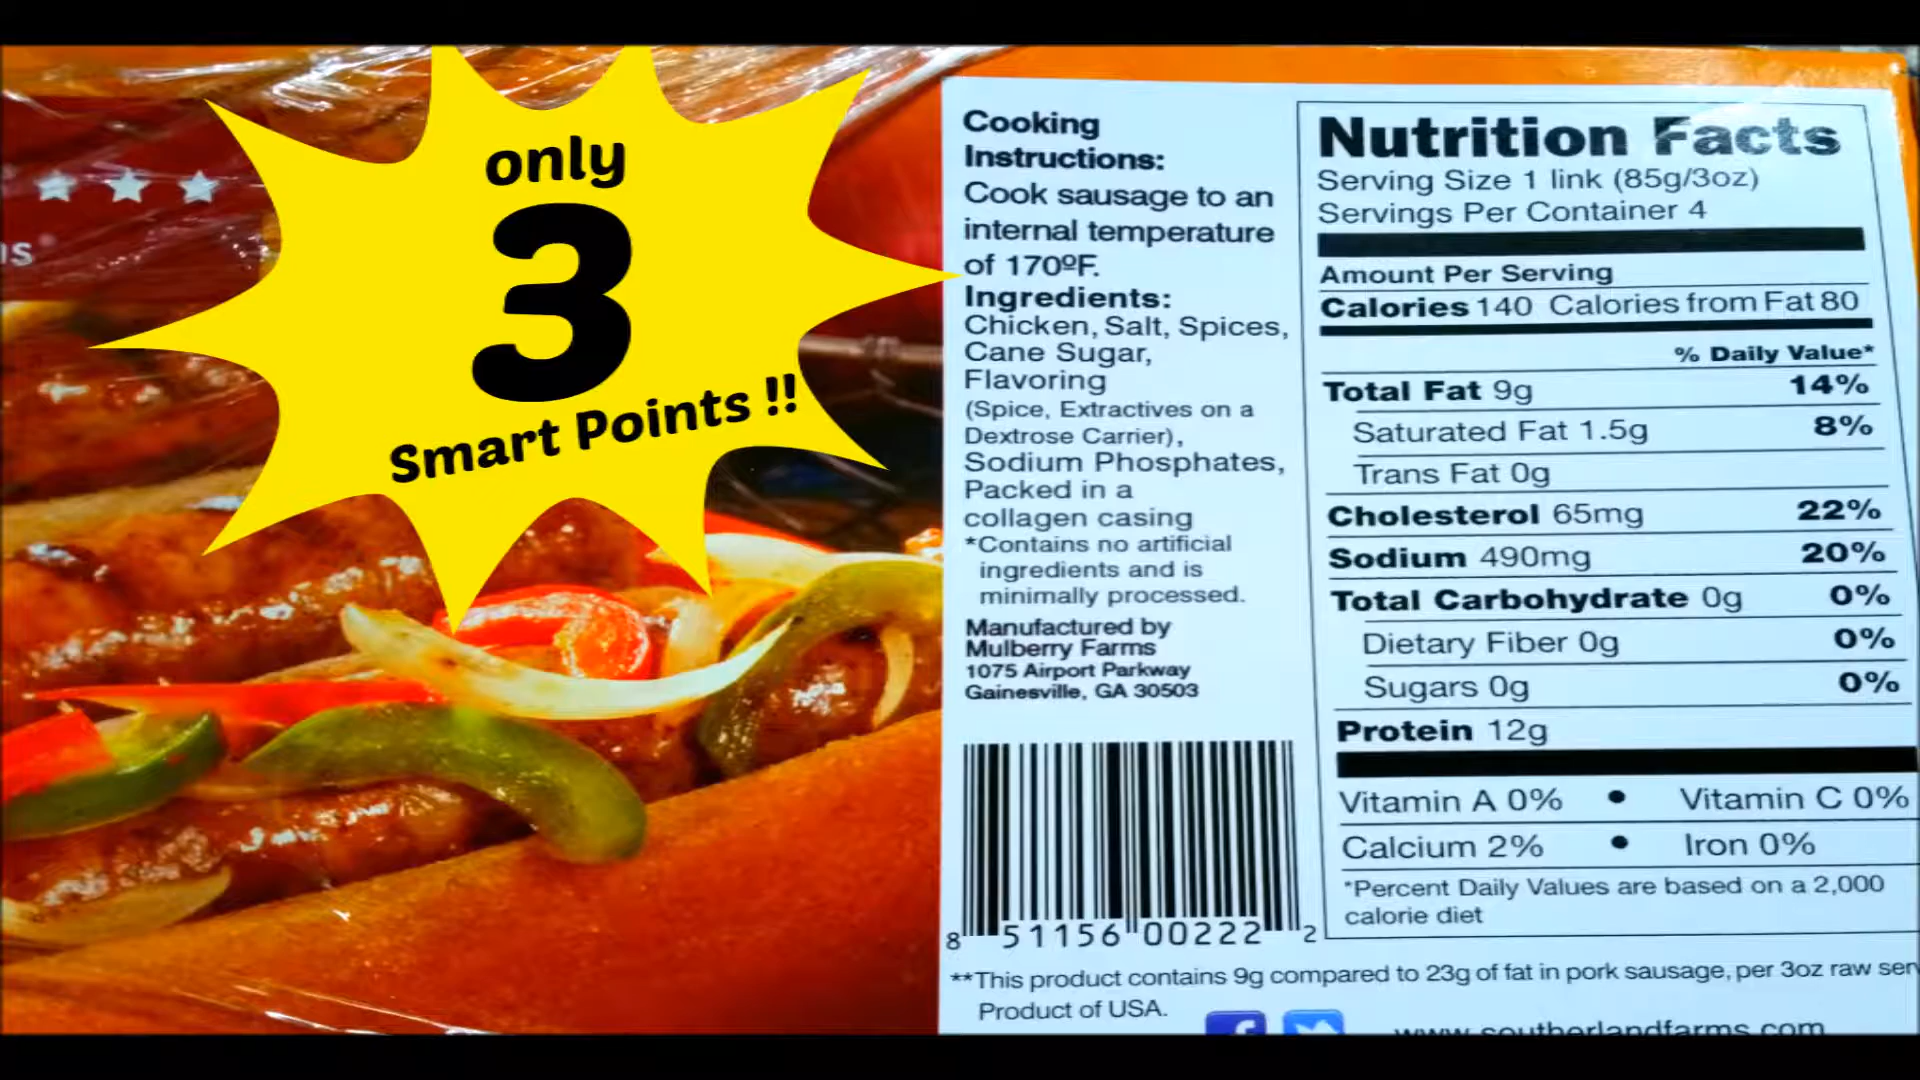 only
3
Smart Points !!
Cooking
Instructions:
Cook sausage to an
internal temperature
of 170ºF.
Ingredients:
Chicken, Salt, Spices,
Cane Sugar,
Flavoring
(Spice, Extractives on a
Dextrose Carrier),
Sodium Phosphates,
Packed in a
collagen casing
*Contains no artificial
ingredients and is
minimally processed.
Manufactured by
Mulberry Farms
1075 Airport Parkway
Gainesville, GA 30503
8 51156 00222 2
Nutrition Facts
Serving Size 1 link (85g/3oz)
Servings Per Container 4
Amount Per Serving
Calories 140 Calories from Fat 80
% Daily Value*
Total Fat 9g 14%
Saturated Fat 1.5g 8%
Trans Fat 0g
Cholesterol 65mg 22%
Sodium 490mg 20%
Total Carbohydrate 0g 0%
Dietary Fiber 0g 0%
Sugars 0g 0%
Protein 12g
Vitamin A 0% • Vitamin C 0%
Calcium 2% • Iron 0%
*Percent Daily Values are based on a 2,000
calorie diet
**This product contains 9g compared to 23g of fat in pork sausage, per 3oz raw
Product of USA.
www.southerlandfarms.com